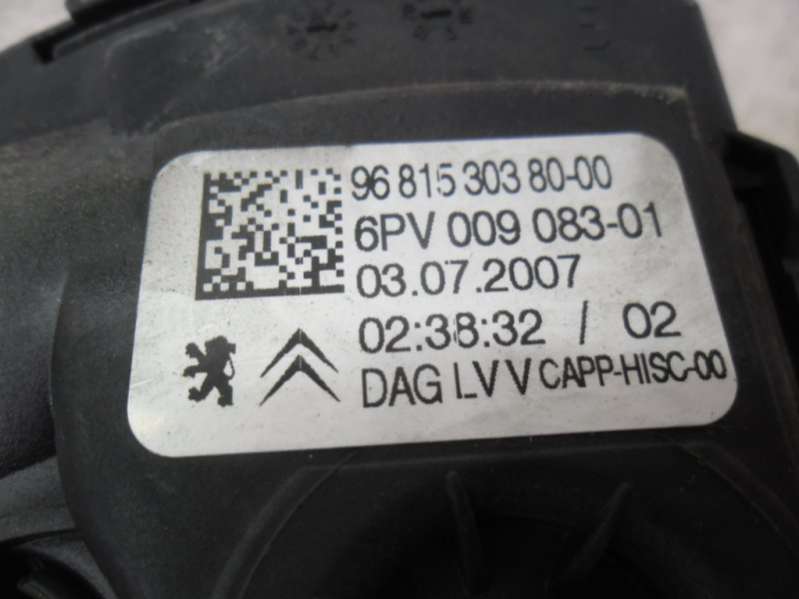 96 815 303 80-00
6PV 009 083-01
03.07.2007
02:38:32 / 02
DAG LVV CAPP-HISC-00